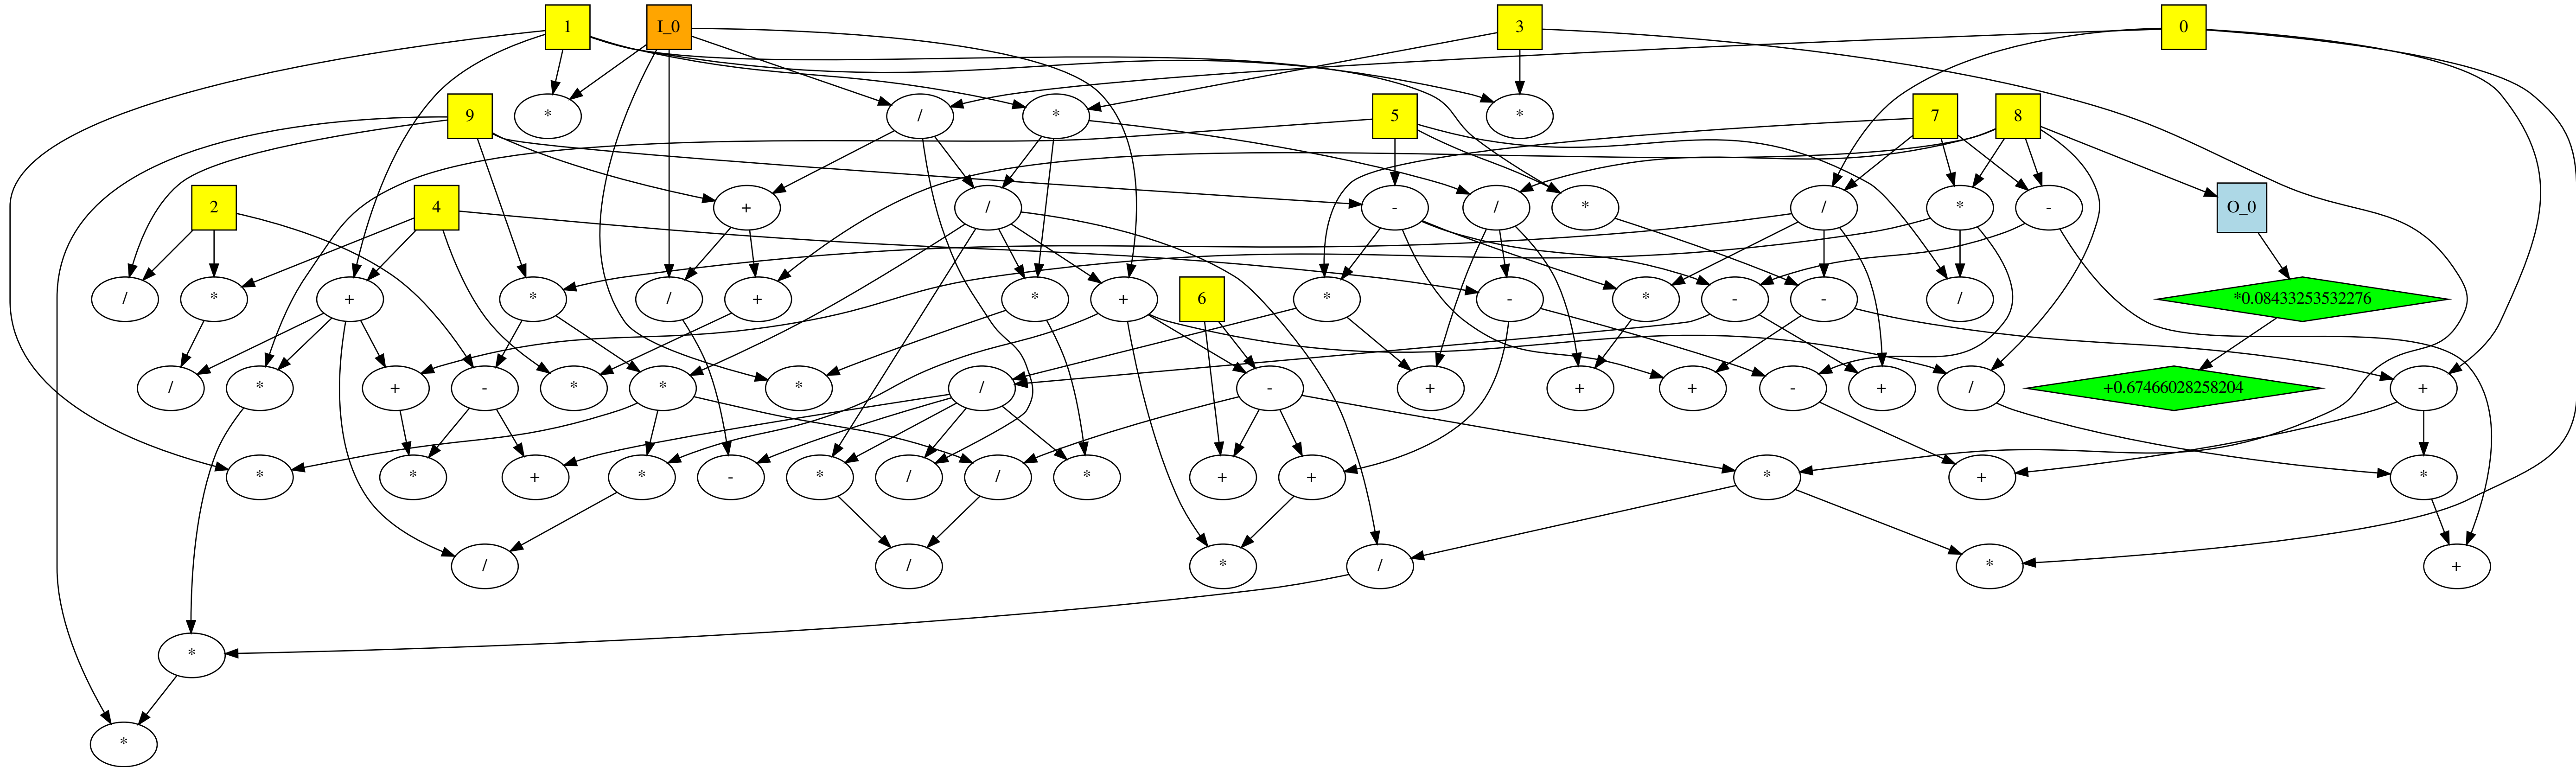 1 I_0 3 0
* 9 / * 5 * 7 8
2 4 + / - / * / * - O_0
/ * + * / + * + 6 * - * - - / *0.08433253532276
/ * + - * * * / - + + + - + / +0.67466028258204 +
* * + * - * / / * + + * + *
/ / * / * +
*
*